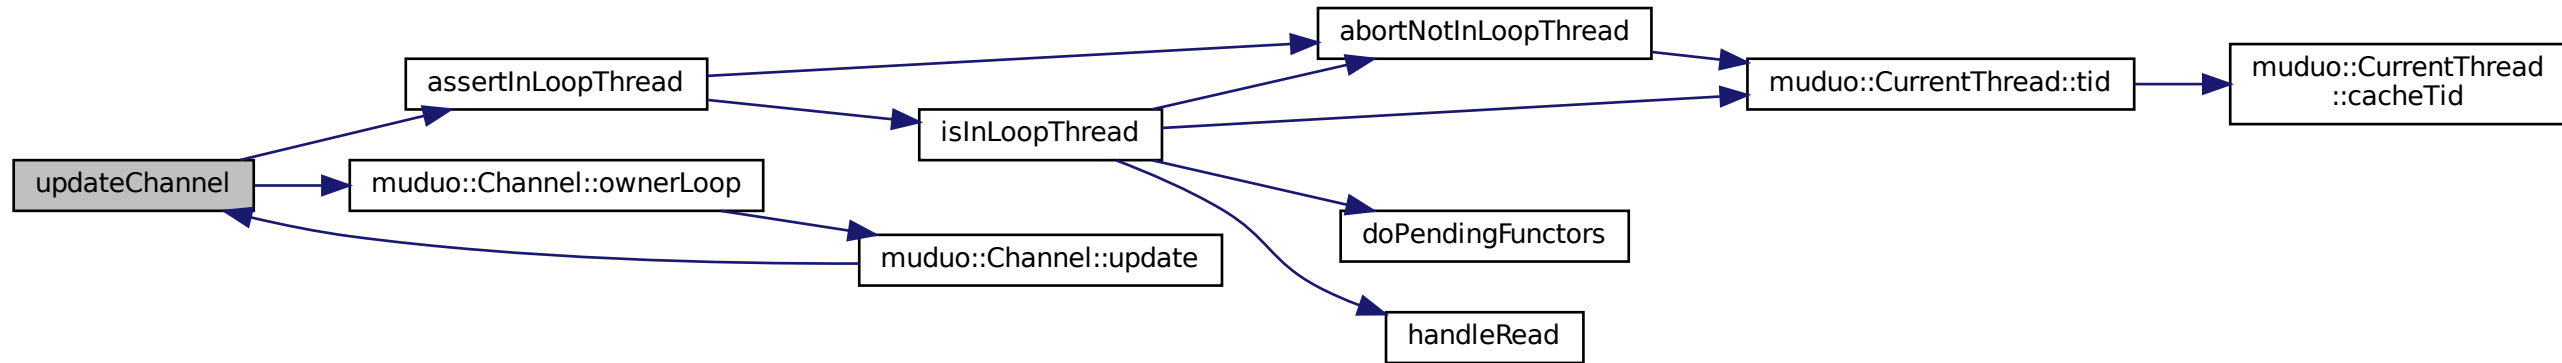 updateChannel
assertInLoopThread
muduo::Channel::ownerLoop
muduo::Channel::update
isInLoopThread
abortNotInLoopThread
doPendingFunctors
handleRead
muduo::CurrentThread::tid
muduo::CurrentThread
::cacheTid